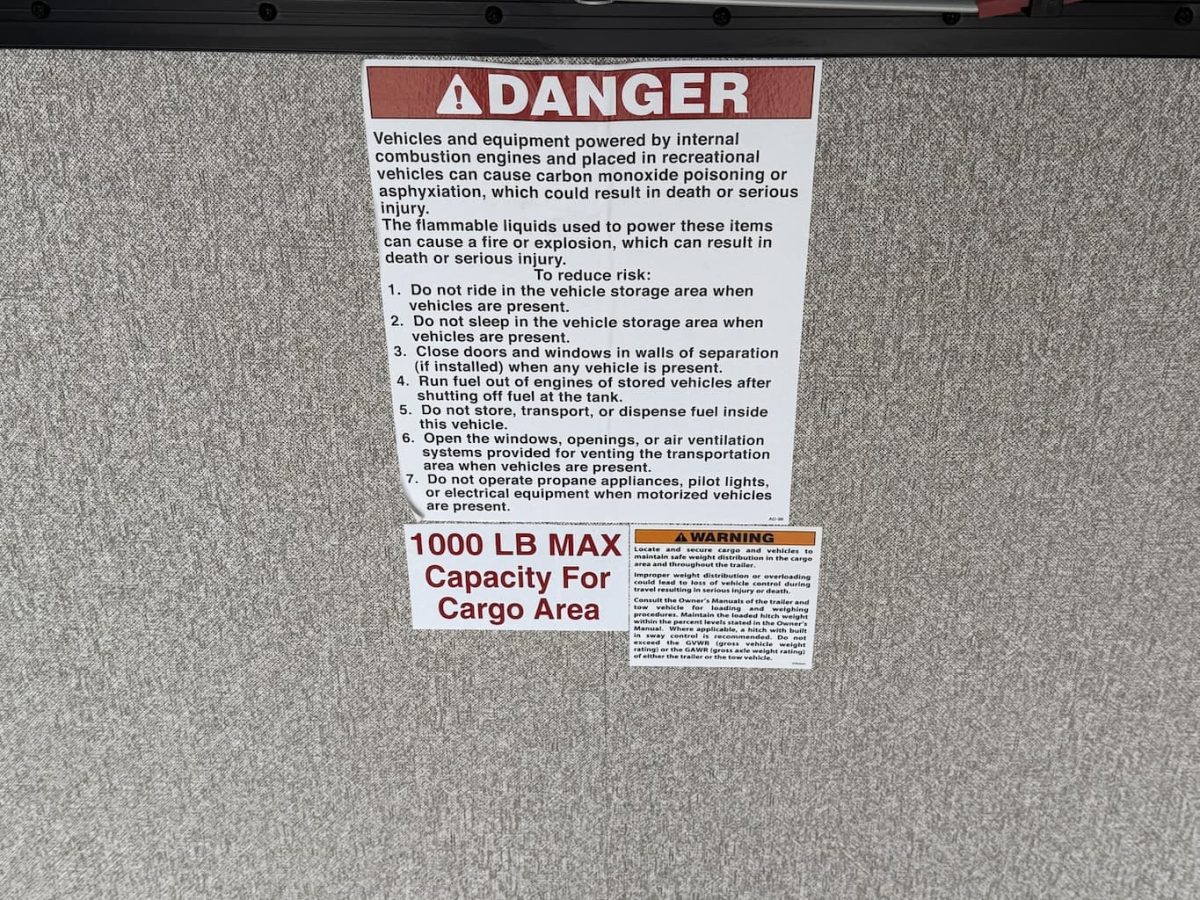 DANGER
Vehicles and equipment powered by internal
combustion engines and placed in recreational
vehicles can cause carbon monoxide poisoning or
asphyxiation, which could result in death or serious
injury.
The flammable liquids used to power these items
can cause a fire or explosion, which can result in
death or serious injury.
To reduce risk:
1. Do not ride in the vehicle storage area when
vehicles are present.
2. Do not sleep in the vehicle storage area when
vehicles are present.
3. Close doors and windows in walls of separation
(if installed) when any vehicle is present.
4. Run fuel out of engines of stored vehicles after
shutting off fuel at the tank.
5. Do not store, transport, or dispense fuel inside
this vehicle.
6. Open the windows, openings, or air ventilation
systems provided for venting the transportation
area when vehicles are present.
7. Do not operate propane appliances, pilot lights,
or electrical equipment when motorized vehicles
are present.
1000 LB MAX
Capacity For
Cargo Area
WARNING
Locate and secure cargo and vehicles to
maintain safe weight distribution in the cargo
area and throughout the trailer.
Improper weight distribution or overloading
could lead to loss of vehicle control during
travel resulting in serious injury or death.
Consult the Owner's Manuals of the trailer and
tow vehicle for loading and weighing
procedures. Maintain the loaded hitch weight
within the percent levels stated in the Owner's
Manual. Where applicable, a hitch with built
in sway control is recommended. Do not
exceed the GVWR (gross vehicle weight
rating) or the GAWR (gross axle weight rating)
of either the trailer or the tow vehicle.